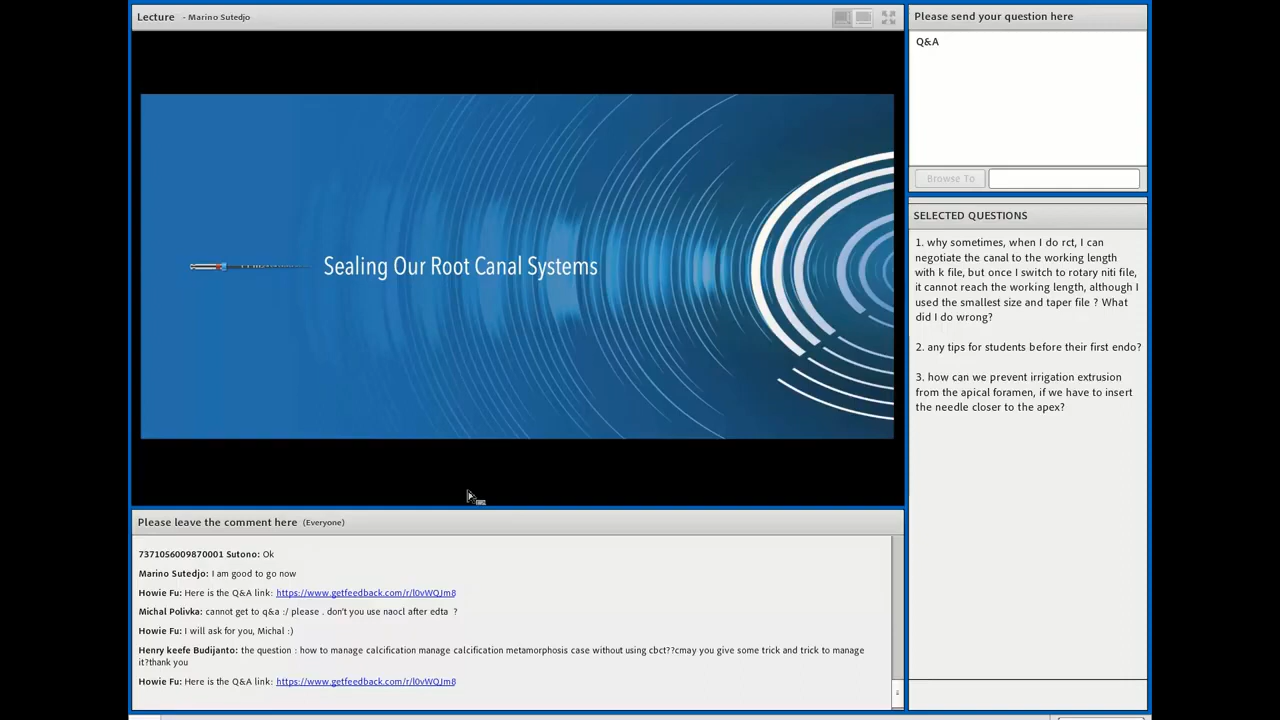 Lecture - Marino Sutedjo
Sealing Our Root Canal Systems
Please leave the comment here (Everyone)
7371056009870001 Sutono: Ok
Marino Sutedjo: I am good to go now
Howie Fu: Here is the Q&A link: https://www.getfeedback.com/r/l0vWQJm8
Michal Polivka: cannot get to q&a :/ please . don't you use naocl after edta ?
Howie Fu: I will ask for you, Michal :)
Henry keefe Budijanto: the question : how to manage calcification manage calcification metamorphosis case without using cbct??cmay you give some trick and trick to manage
it?thank you
Howie Fu: Here is the Q&A link: https://www.getfeedback.com/r/l0vWQJm8
Please send your question here
Q&A
Browse To
SELECTED QUESTIONS
1. why sometimes, when I do rct, I can
negotiate the canal to the working length
with k file, but once I switch to rotary niti file,
it cannot reach the working length, although I
used the smallest size and taper file ? What
did I do wrong?
2. any tips for students before their first endo?
3. how can we prevent irrigation extrusion
from the apical foramen, if we have to insert
the needle closer to the apex?